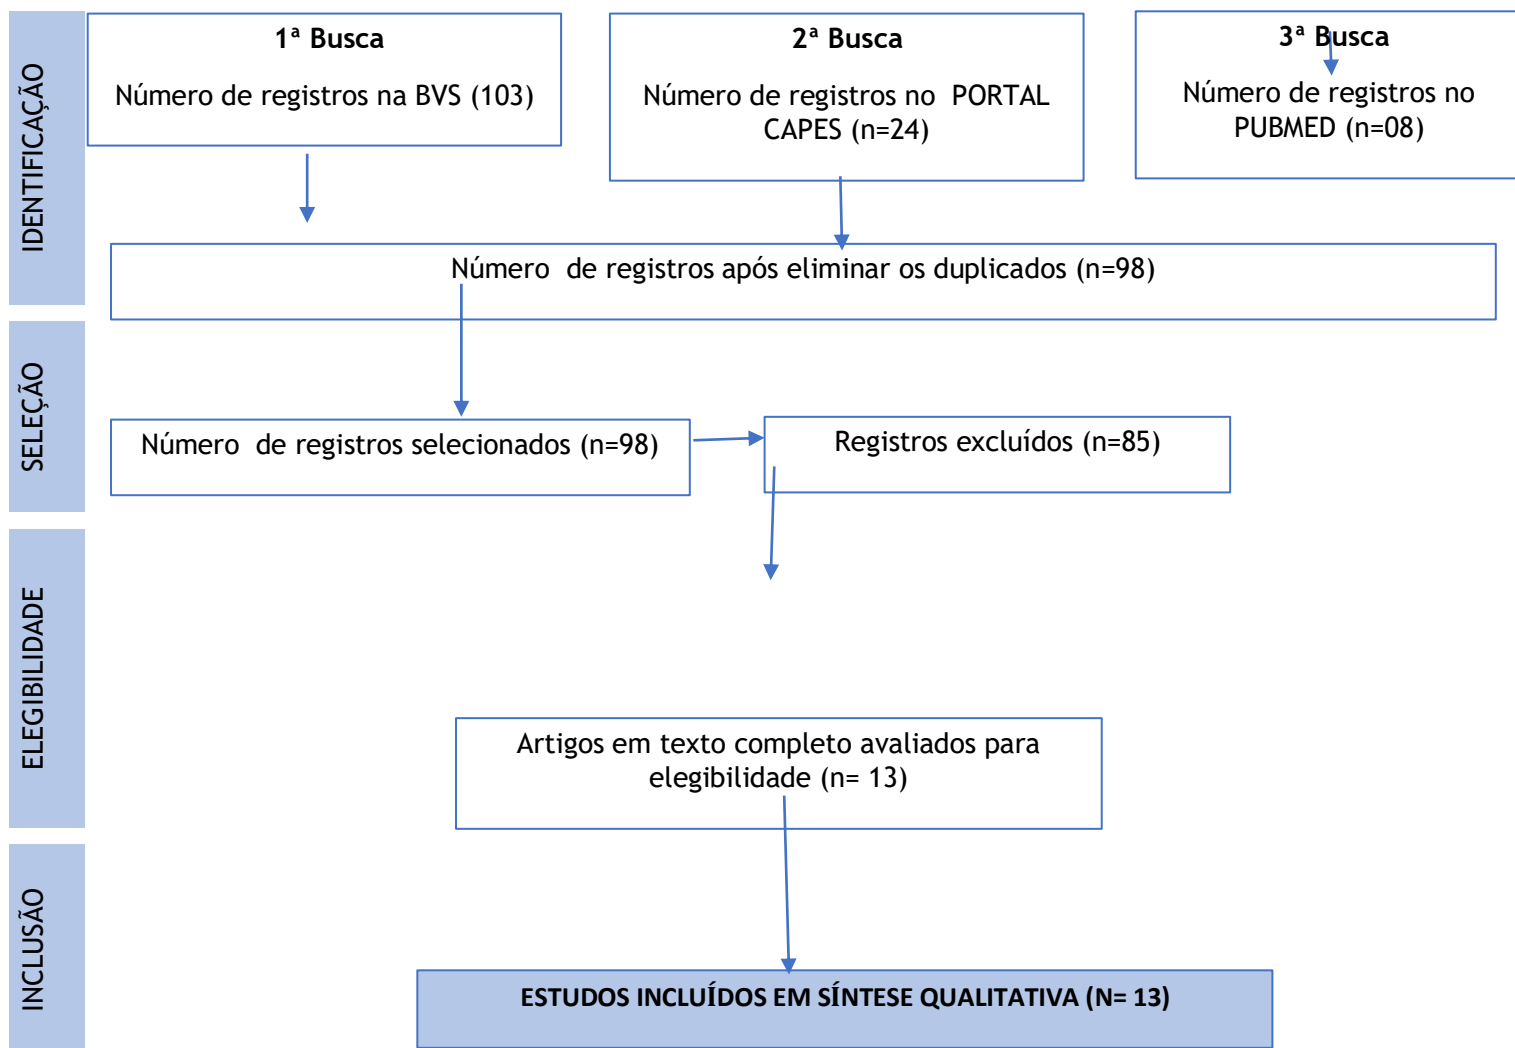 IDENTIFICAÇÃO
1ª Busca
Número de registros na BVS (103)
2ª Busca
Número de registros no PORTAL
CAPES (n=24)
3ª Busca
Número de registros no
PUBMED (n=08)
Número de registros após eliminar os duplicados (n=98)
SELEÇÃO
Número de registros selecionados (n=98)
Registros excluídos (n=85)
ELEGIBILIDADE
Artigos em texto completo avaliados para
elegibilidade (n= 13)
INCLUSÃO
ESTUDOS INCLUÍDOS EM SÍNTESE QUALITATIVA (N= 13)